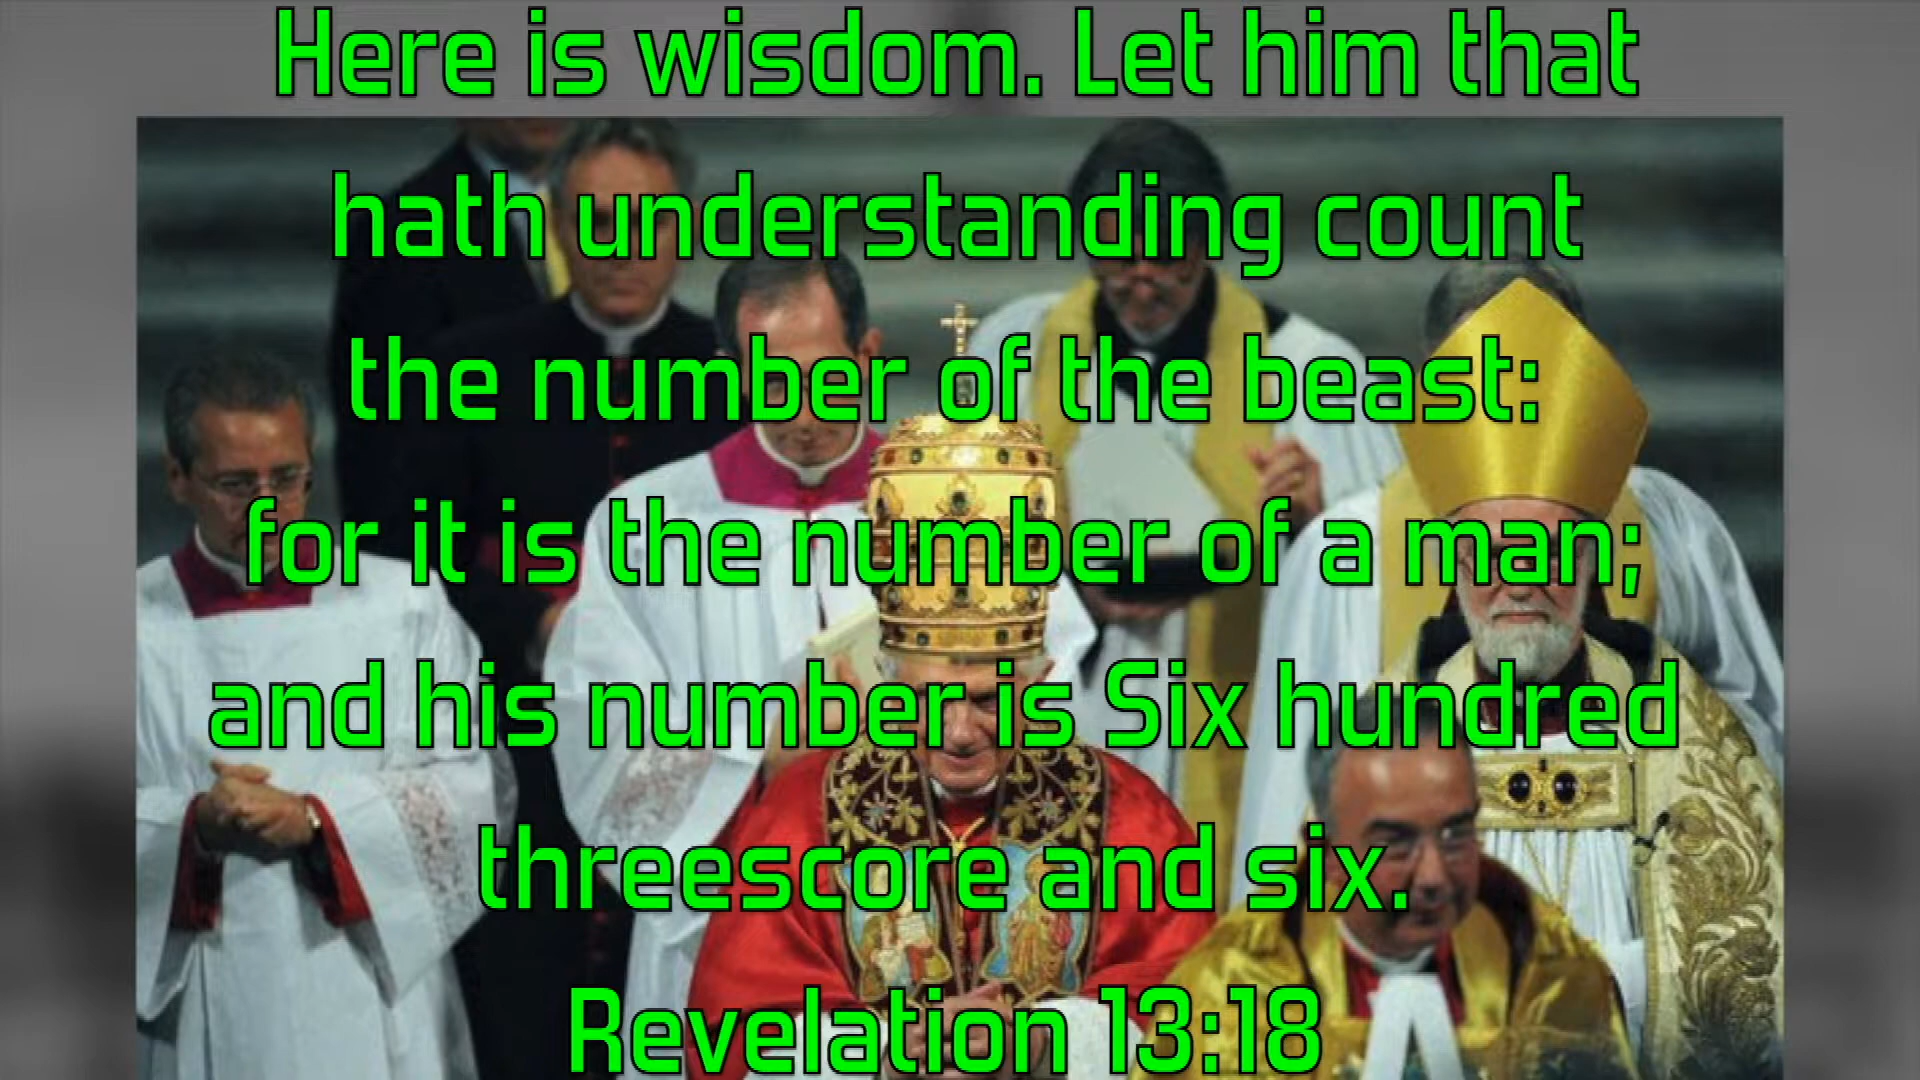 Here is wisdom. Let him that
hath understanding count
the number of the beast:
for it is the number of a man;
and his number is Six hundred
threescore and six.
Revelation 13:18